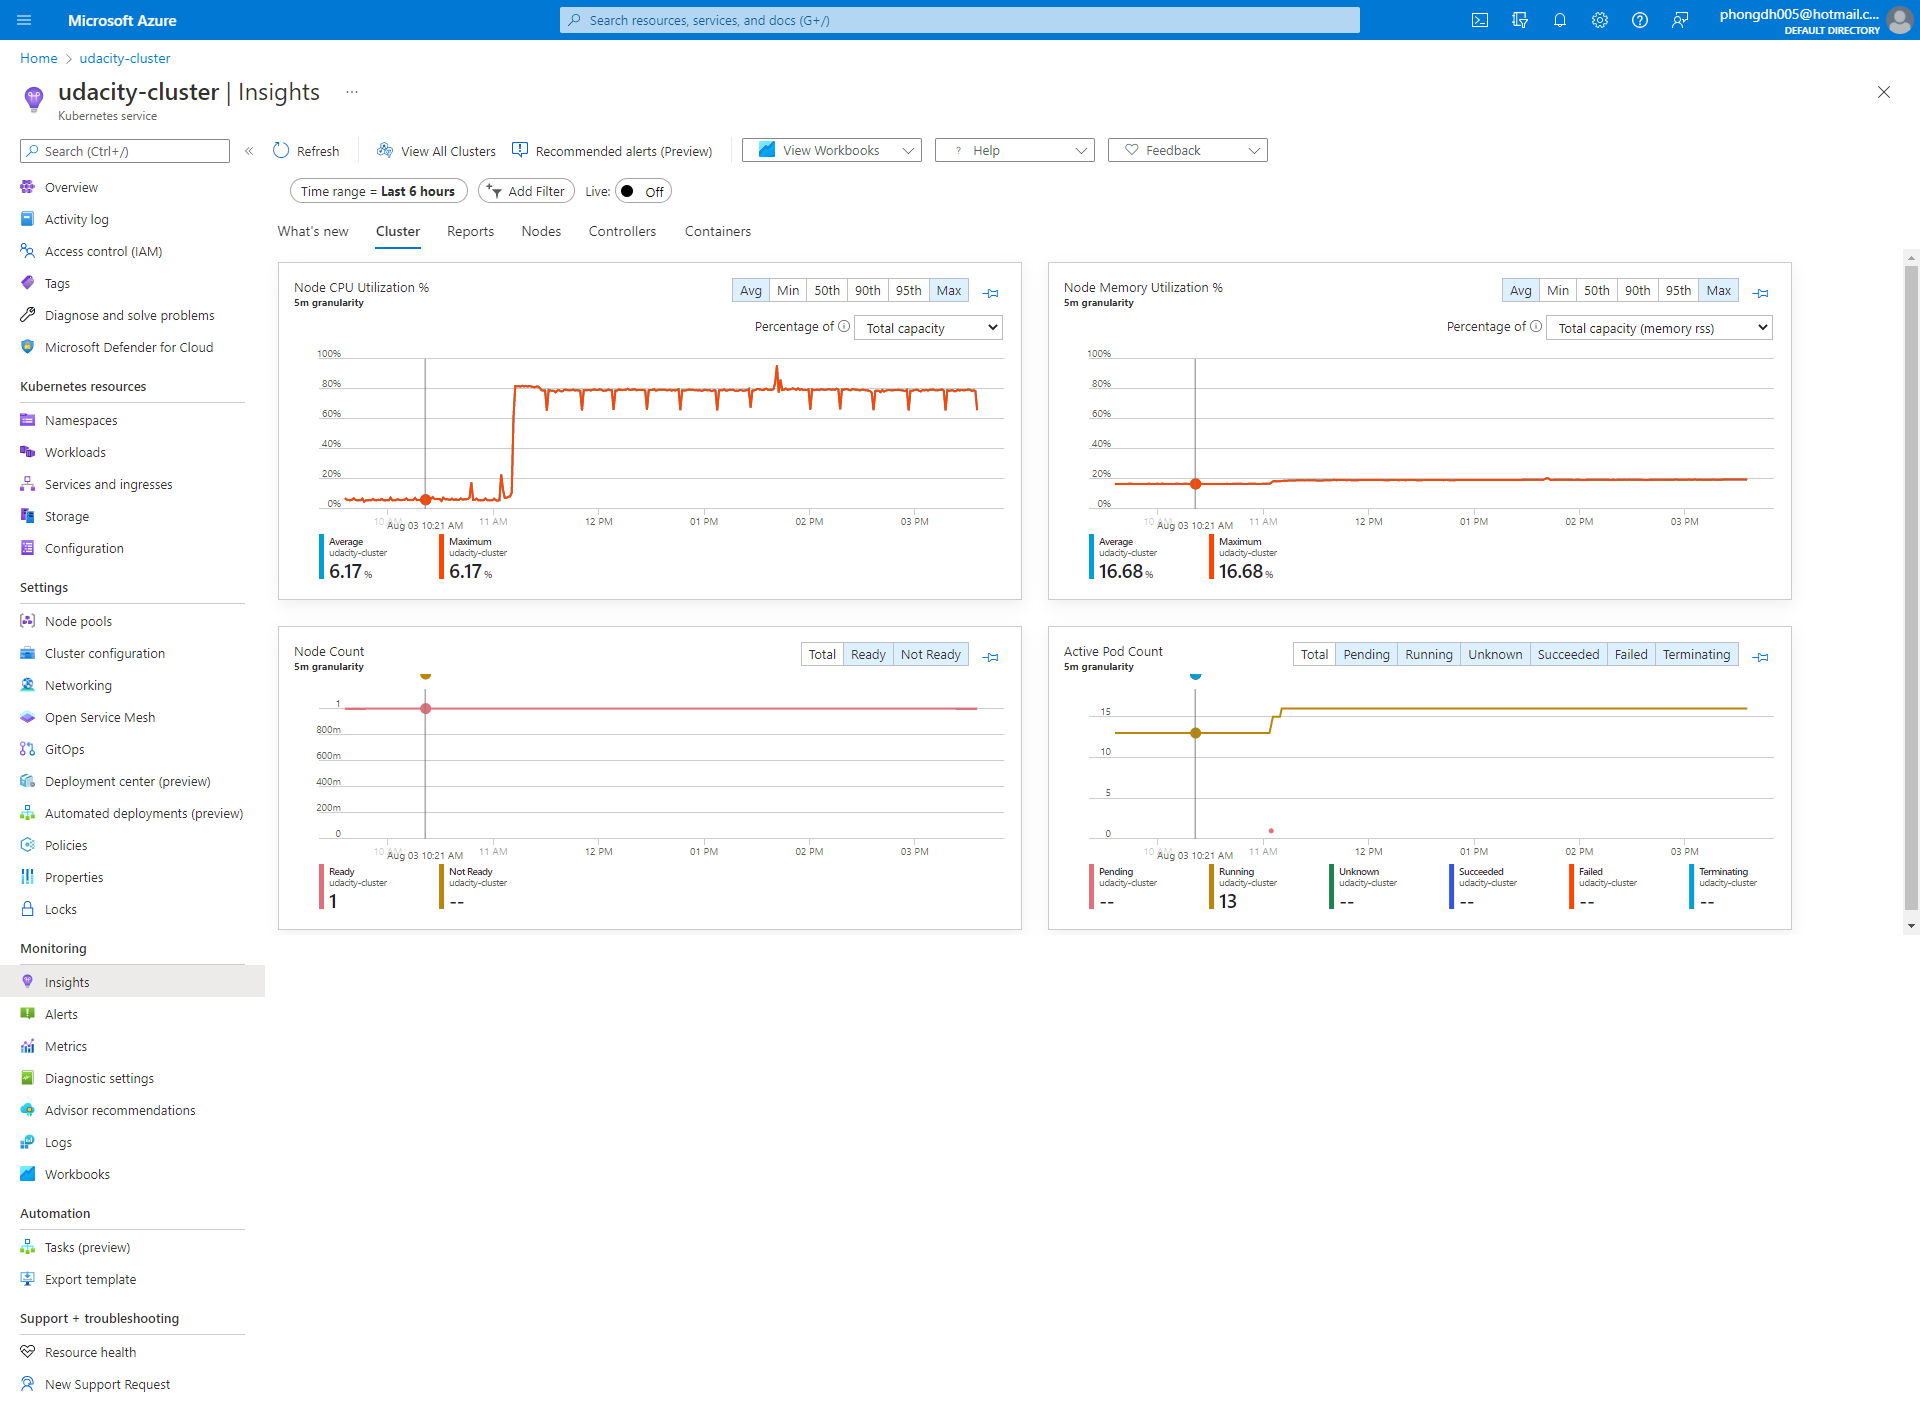 Microsoft Azure
Search resources, services, and docs (G+/)
phongdh005@hotmail.c...
DEFAULT DIRECTORY
Home > udacity-cluster
udacity-cluster | Insights ...
Kubernetes service
Search (Ctrl+/)
«
Refresh
View All Clusters
Recommended alerts (Preview)
View Workbooks
? Help
Feedback
Time range = Last 6 hours
Add Filter
Live: Off
What's new
Cluster
Reports
Nodes
Controllers
Containers
Overview
Activity log
Access control (IAM)
Tags
Diagnose and solve problems
Microsoft Defender for Cloud
Kubernetes resources
Namespaces
Workloads
Services and ingresses
Storage
Configuration
Settings
Node pools
Cluster configuration
Networking
Open Service Mesh
GitOps
Deployment center (preview)
Automated deployments (preview)
Policies
Properties
Locks
Monitoring
Insights
Alerts
Metrics
Diagnostic settings
Advisor recommendations
Logs
Workbooks
Automation
Tasks (preview)
Export template
Support + troubleshooting
Resource health
New Support Request
Node CPU Utilization %
5m granularity
Avg Min 50th 90th 95th Max
Percentage of Total capacity
100%
80%
60%
40%
20%
0%
10 AM 11 AM 12 PM 01 PM 02 PM 03 PM
Aug 03 10:21 AM
Average
udacity-cluster
6.17 %
Maximum
udacity-cluster
6.17 %
Node Memory Utilization %
5m granularity
Avg Min 50th 90th 95th Max
Percentage of Total capacity (memory rss)
100%
80%
60%
40%
20%
0%
10 AM 11 AM 12 PM 01 PM 02 PM 03 PM
Aug 03 10:21 AM
Average
udacity-cluster
16.68 %
Maximum
udacity-cluster
16.68 %
Node Count
5m granularity
Total Ready Not Ready
1
800m
600m
400m
200m
0
10 AM 11 AM 12 PM 01 PM 02 PM 03 PM
Aug 03 10:21 AM
Ready
udacity-cluster
1
Not Ready
udacity-cluster
--
Active Pod Count
5m granularity
Total Pending Running Unknown Succeeded Failed Terminating
15
10
5
0
10 AM 11 AM 12 PM 01 PM 02 PM 03 PM
Aug 03 10:21 AM
Pending
udacity-cluster
--
Running
udacity-cluster
13
Unknown
udacity-cluster
--
Succeeded
udacity-cluster
--
Failed
udacity-cluster
--
Terminating
udacity-cluster
--